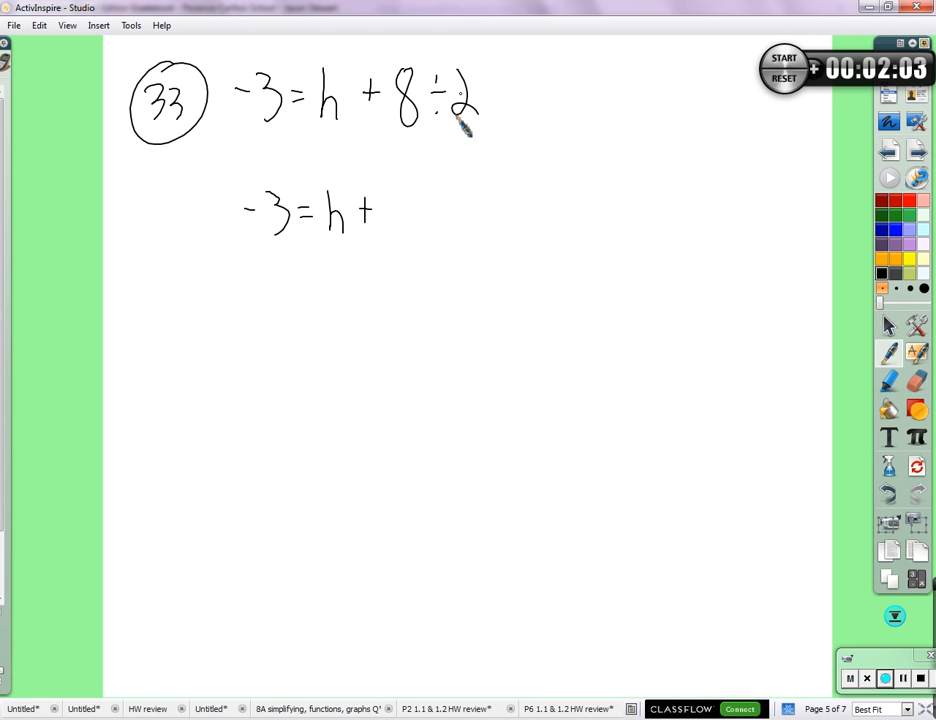 ActivInspire - Studio
File Edit View Insert Tools Help
START
RESET
+ 00:02:03
33 -3 = h + 8 ÷ 2
-3 = h +
T π
M
Untitled* Untitled* HW review Untitled* 8A simplifying, functions, graphs Q* P2 1.1 & 1.2 HW review* P6 1.1 & 1.2 HW review* CLASSFLOW Connect Page 5 of 7 Best Fit